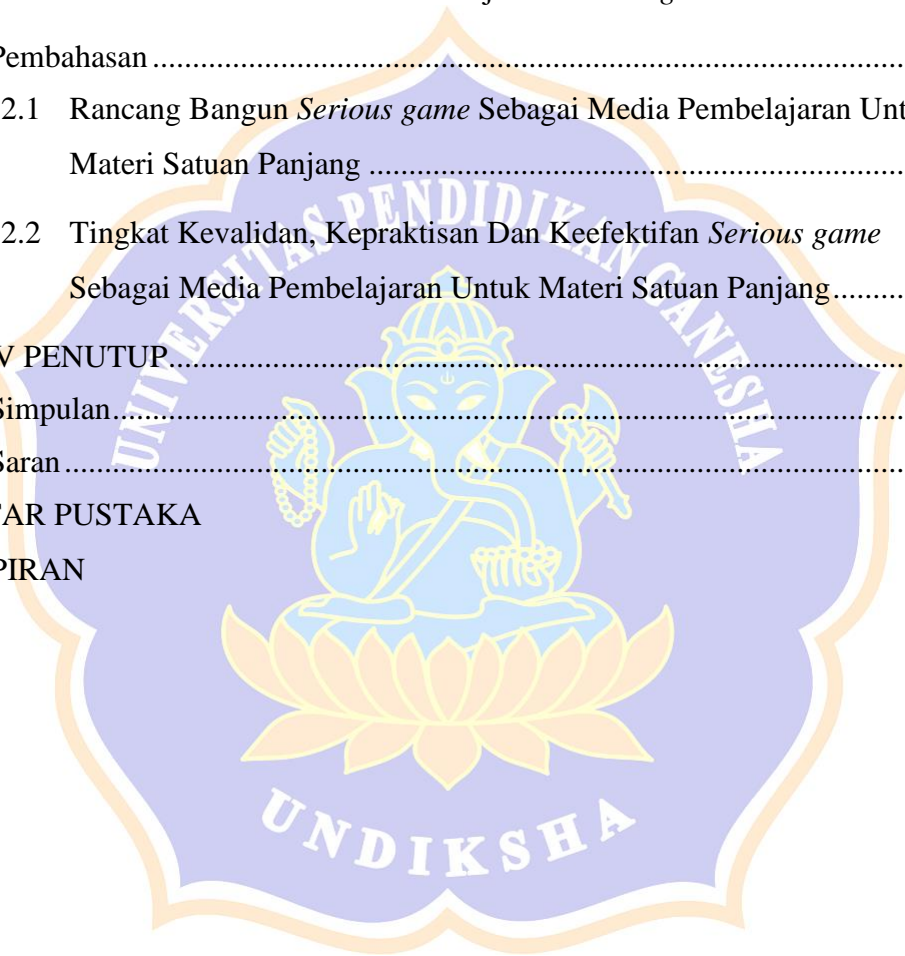 Pembahasan
2.1 Rancang Bangun Serious game Sebagai Media Pembelajaran Unt
Materi Satuan Panjang
2.2 Tingkat Kevalidan, Kepraktisan Dan Keefektifan Serious game
Sebagai Media Pembelajaran Untuk Materi Satuan Panjang
V PENUTUP
Simpulan
Saran
AR PUSTAKA
PIRAN
UNIVERSITAS PENDIDIKAN GANESHA
UNDIKSHA